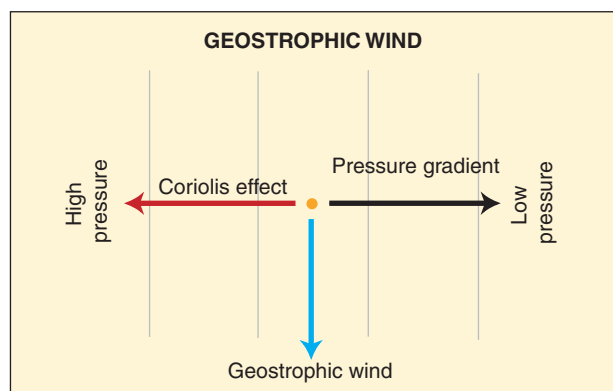 GEOSTROPHIC WIND
High
pressure
Coriolis effect
Pressure gradient
Low
pressure
Geostrophic wind